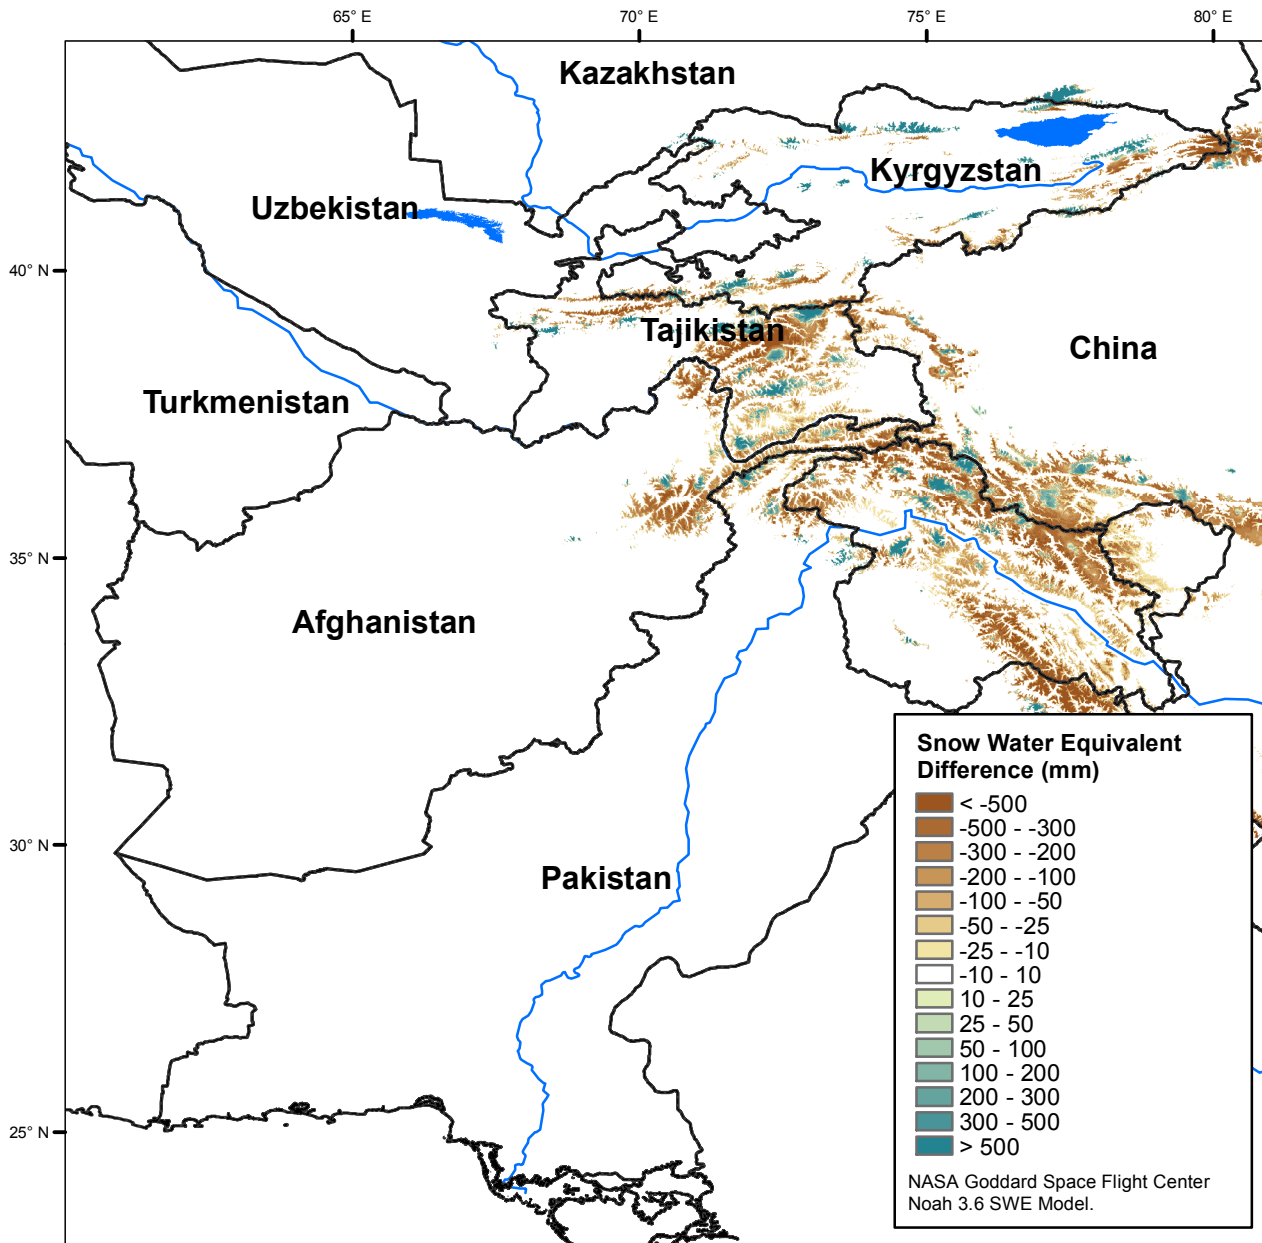 65° E
70° E
75° E
80° E
Kazakhstan
Kyrgyzstan
Uzbekistan
40° N
Tajikistan
China
Turkmenistan
35° N
Afghanistan
30° N
Pakistan
25° N
Snow Water Equivalent
Difference (mm)
< -500
-500 - -300
-300 - -200
-200 - -100
-100 - -50
-50 - -25
-25 - -10
-10 - 10
10 - 25
25 - 50
50 - 100
100 - 200
200 - 300
300 - 500
> 500
NASA Goddard Space Flight Center
Noah 3.6 SWE Model.